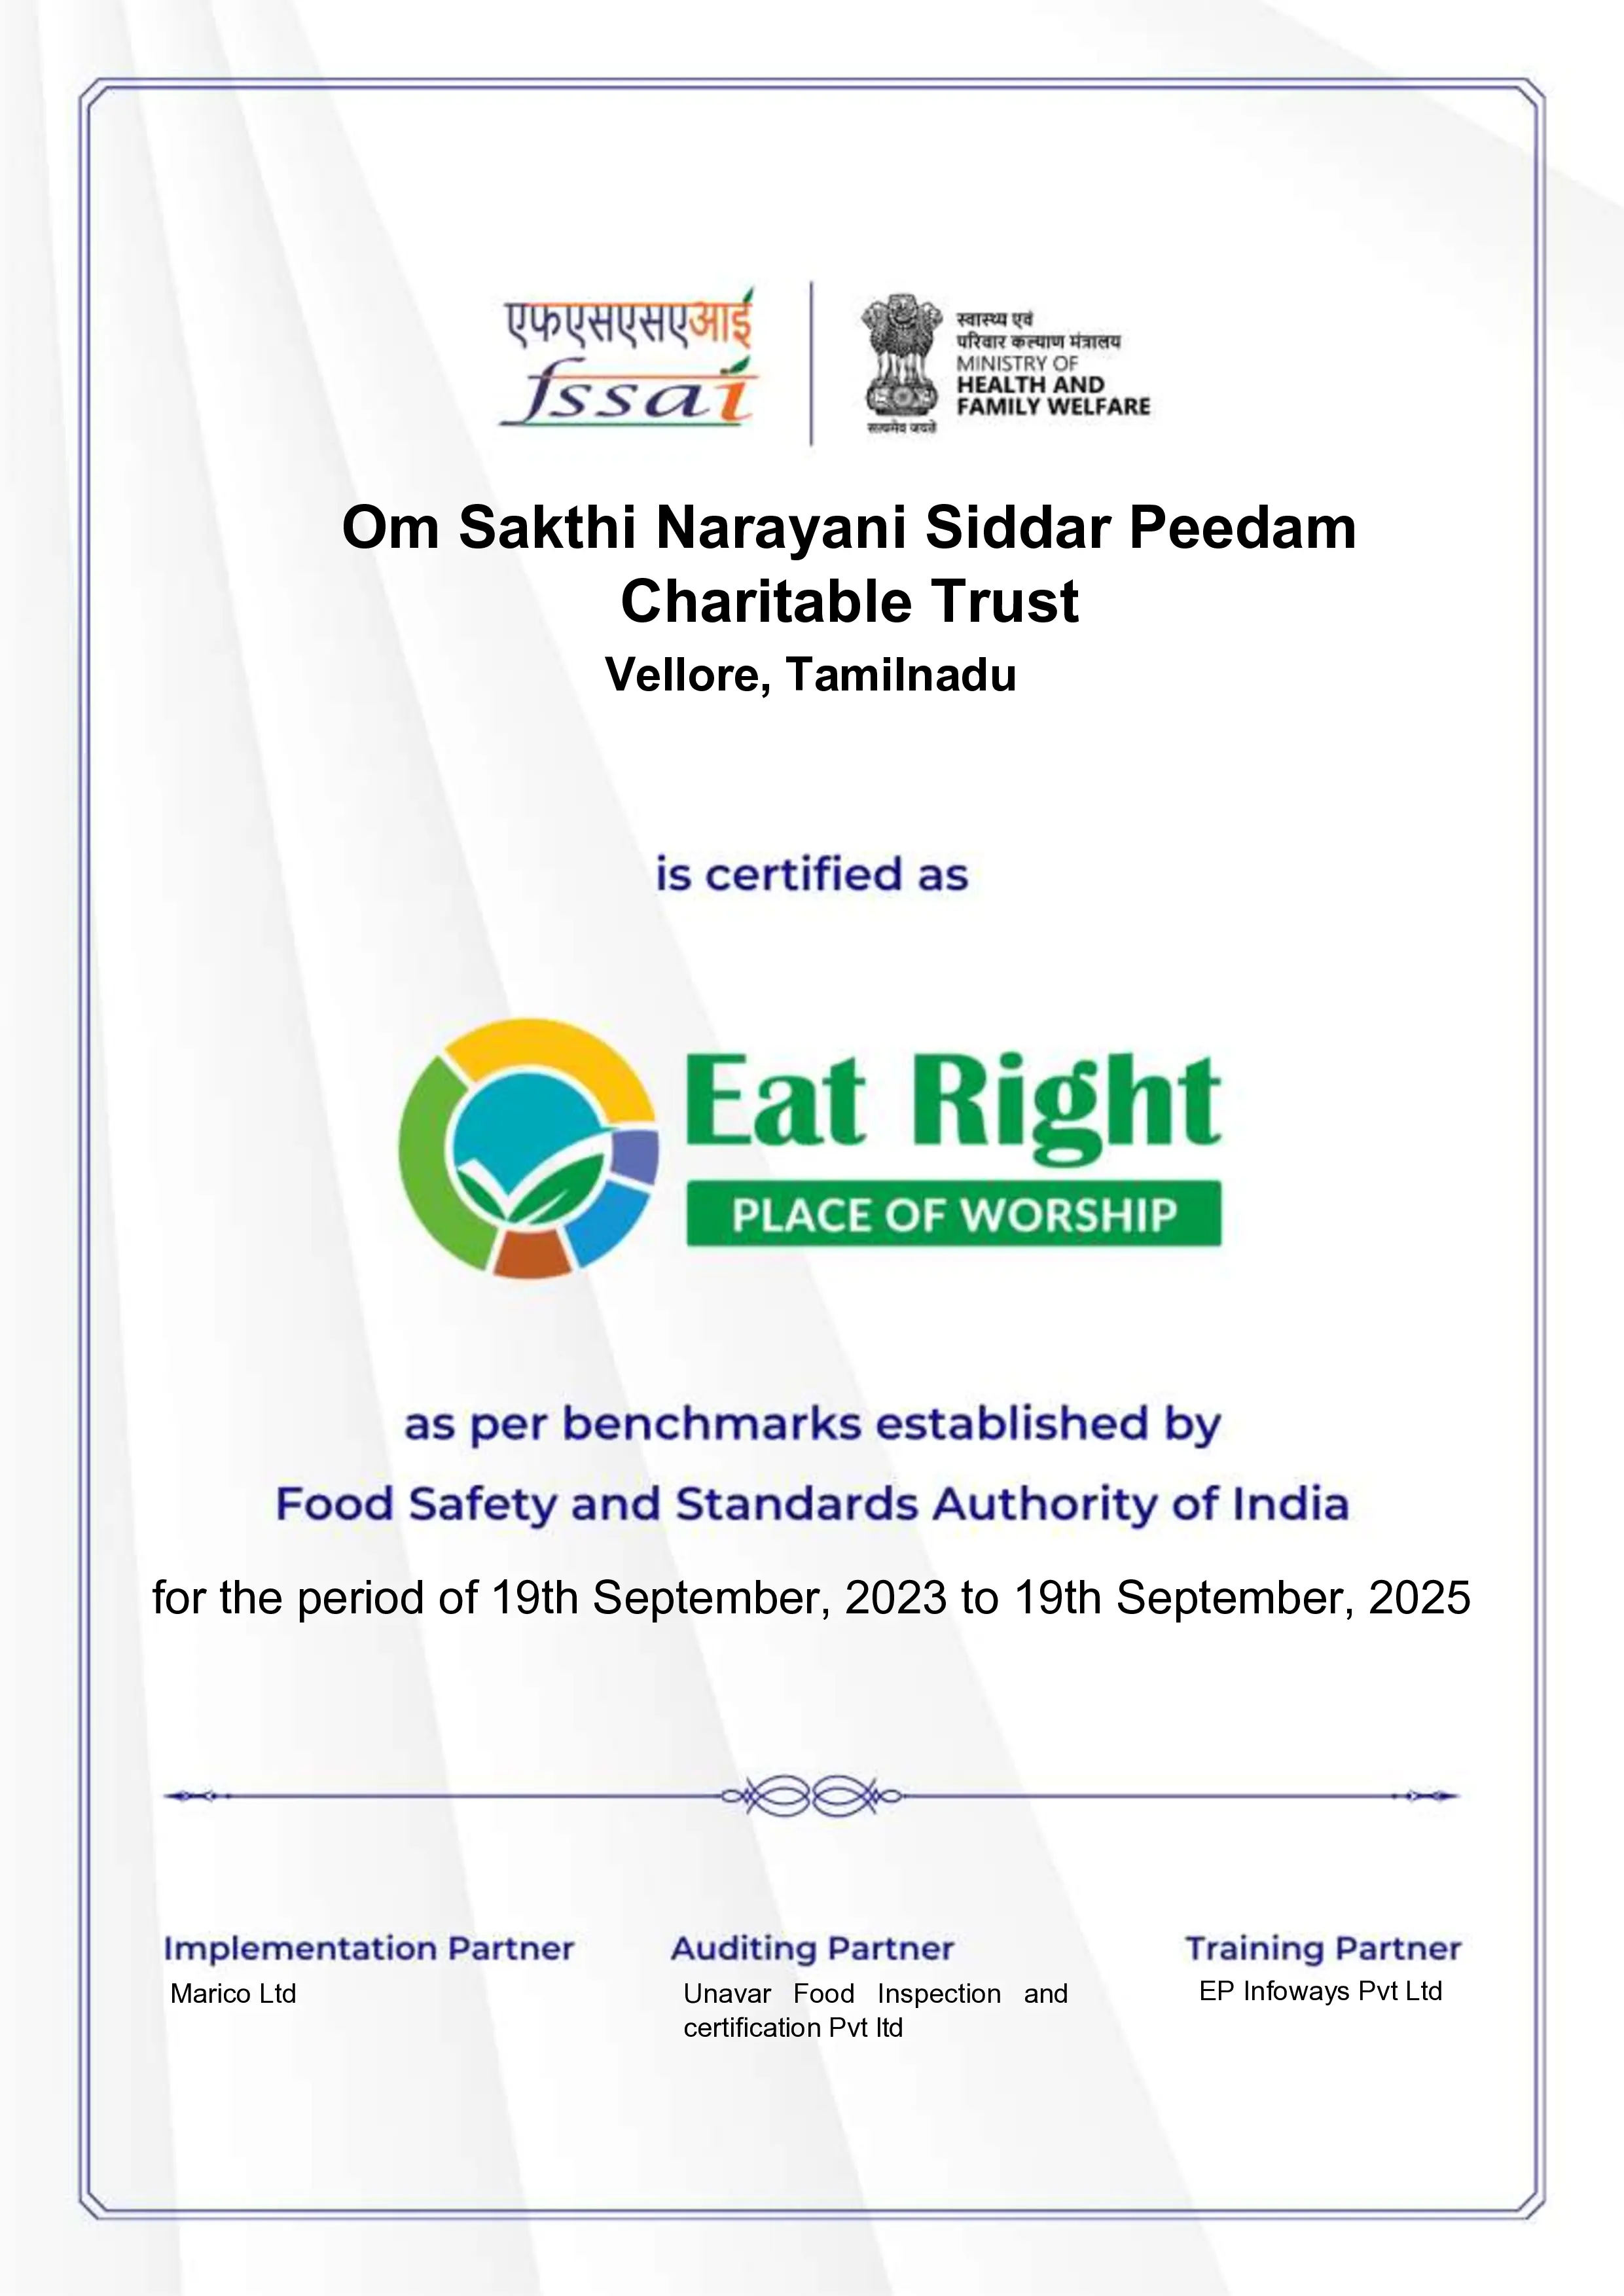 एफएसएसएआई
fssai
स्वास्थ्य एवं
परिवार कल्याण मंत्रालय
MINISTRY OF
HEALTH AND
FAMILY WELFARE
सत्यमेव जयते
Om Sakthi Narayani Siddar Peedam
Charitable Trust
Vellore, Tamilnadu
is certified as
Eat Right
PLACE OF WORSHIP
as per benchmarks established by
Food Safety and Standards Authority of India
for the period of 19th September, 2023 to 19th September, 2025
Implementation Partner
Marico Ltd
Auditing Partner
Unavar Food Inspection and
certification Pvt ltd
Training Partner
EP Infoways Pvt Ltd